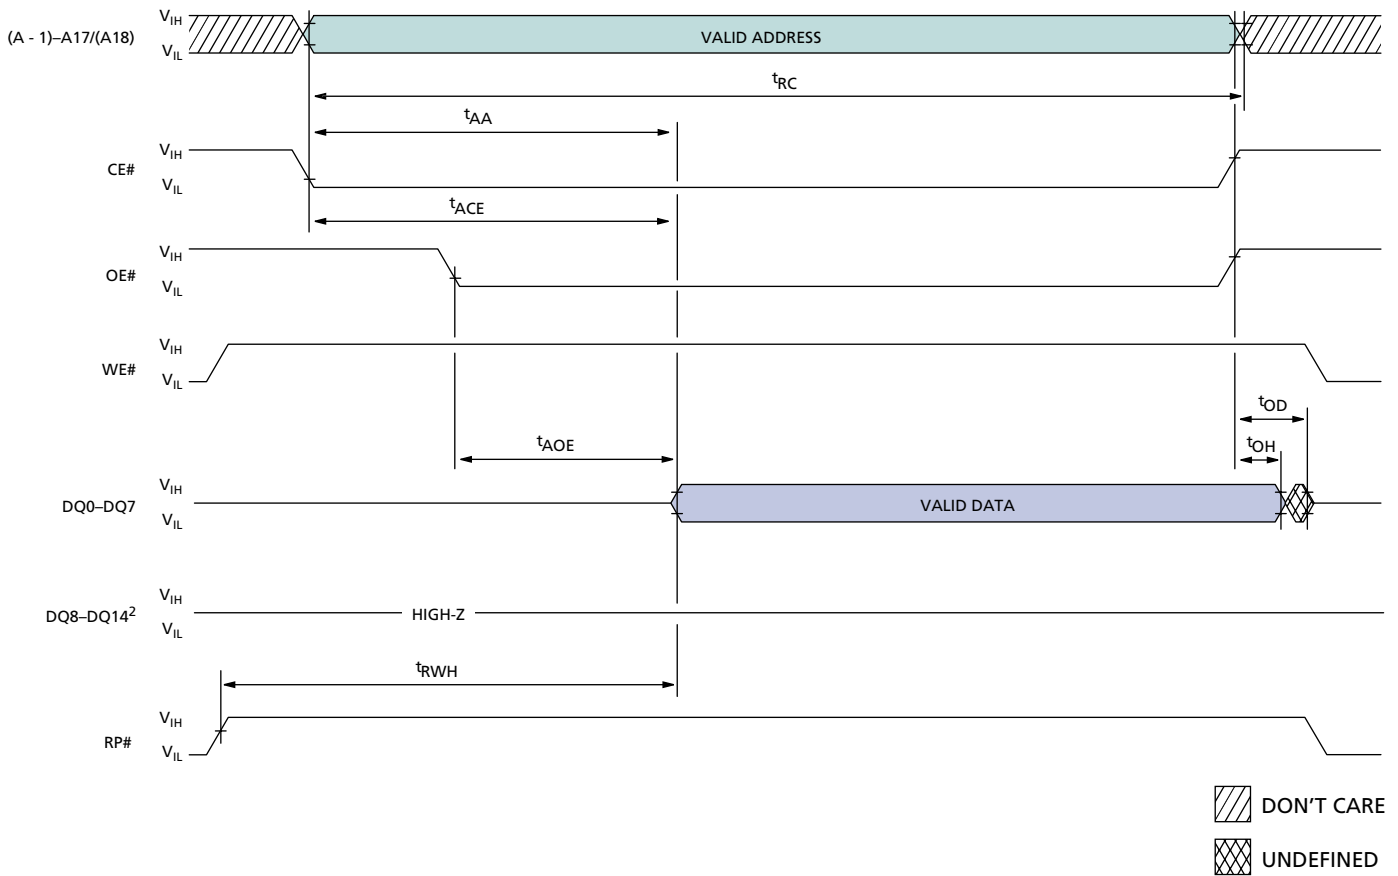 (A - 1)–A17/(A18)
VIH
VIL
VALID ADDRESS
tRC
tAA
CE#
VIH
VIL
tACE
OE#
VIH
VIL
WE#
VIH
VIL
tOD
tAOE
tOH
DQ0–DQ7
VIH
VIL
VALID DATA
DQ8–DQ14²
VIH
VIL
HIGH-Z
tRWH
RP#
VIH
VIL
DON'T CARE
UNDEFINED